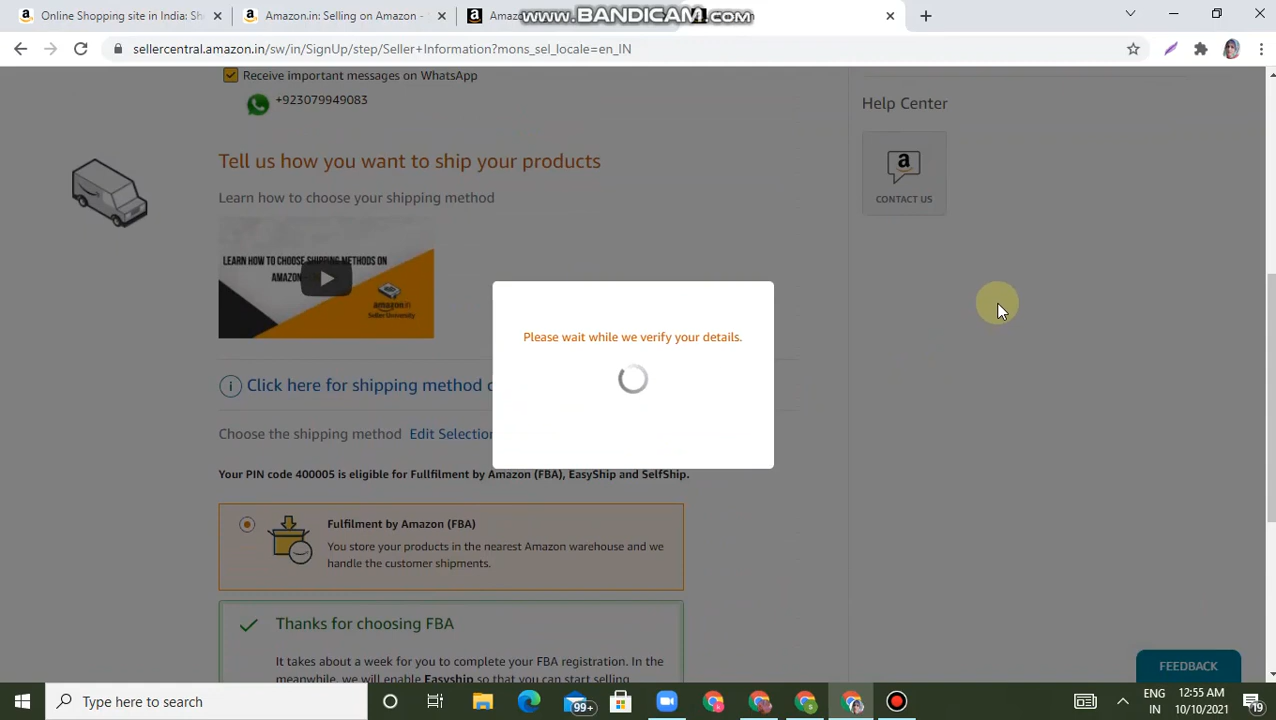 Online Shopping site in India: Sh
Amazon.in: Selling on Amazon -
Amaz
www.BANDICAM.com
sellercentral.amazon.in/sw/in/SignUp/step/Seller+Information?mons_sel_locale=en_IN
Receive important messages on WhatsApp
+923079949083
Help Center
CONTACT US
Tell us how you want to ship your products
Learn how to choose your shipping method
LEARN HOW TO CHOOSE SHIPPING METHODS ON
AMAZON
amazon.in
Seller University
Please wait while we verify your details.
Click here for shipping method
Choose the shipping method Edit Selection
Your PIN code 400005 is eligible for Fullfilment by Amazon (FBA), EasyShip and SelfShip.
Fulfilment by Amazon (FBA)
You store your products in the nearest Amazon warehouse and we
handle the customer shipments.
Thanks for choosing FBA
It takes about a week for you to complete your FBA registration. In the
meanwhile, we will enable Easyship so that you can start selling
FEEDBACK
Type here to search
99+
ENG
IN
12:55 AM
10/10/2021
19